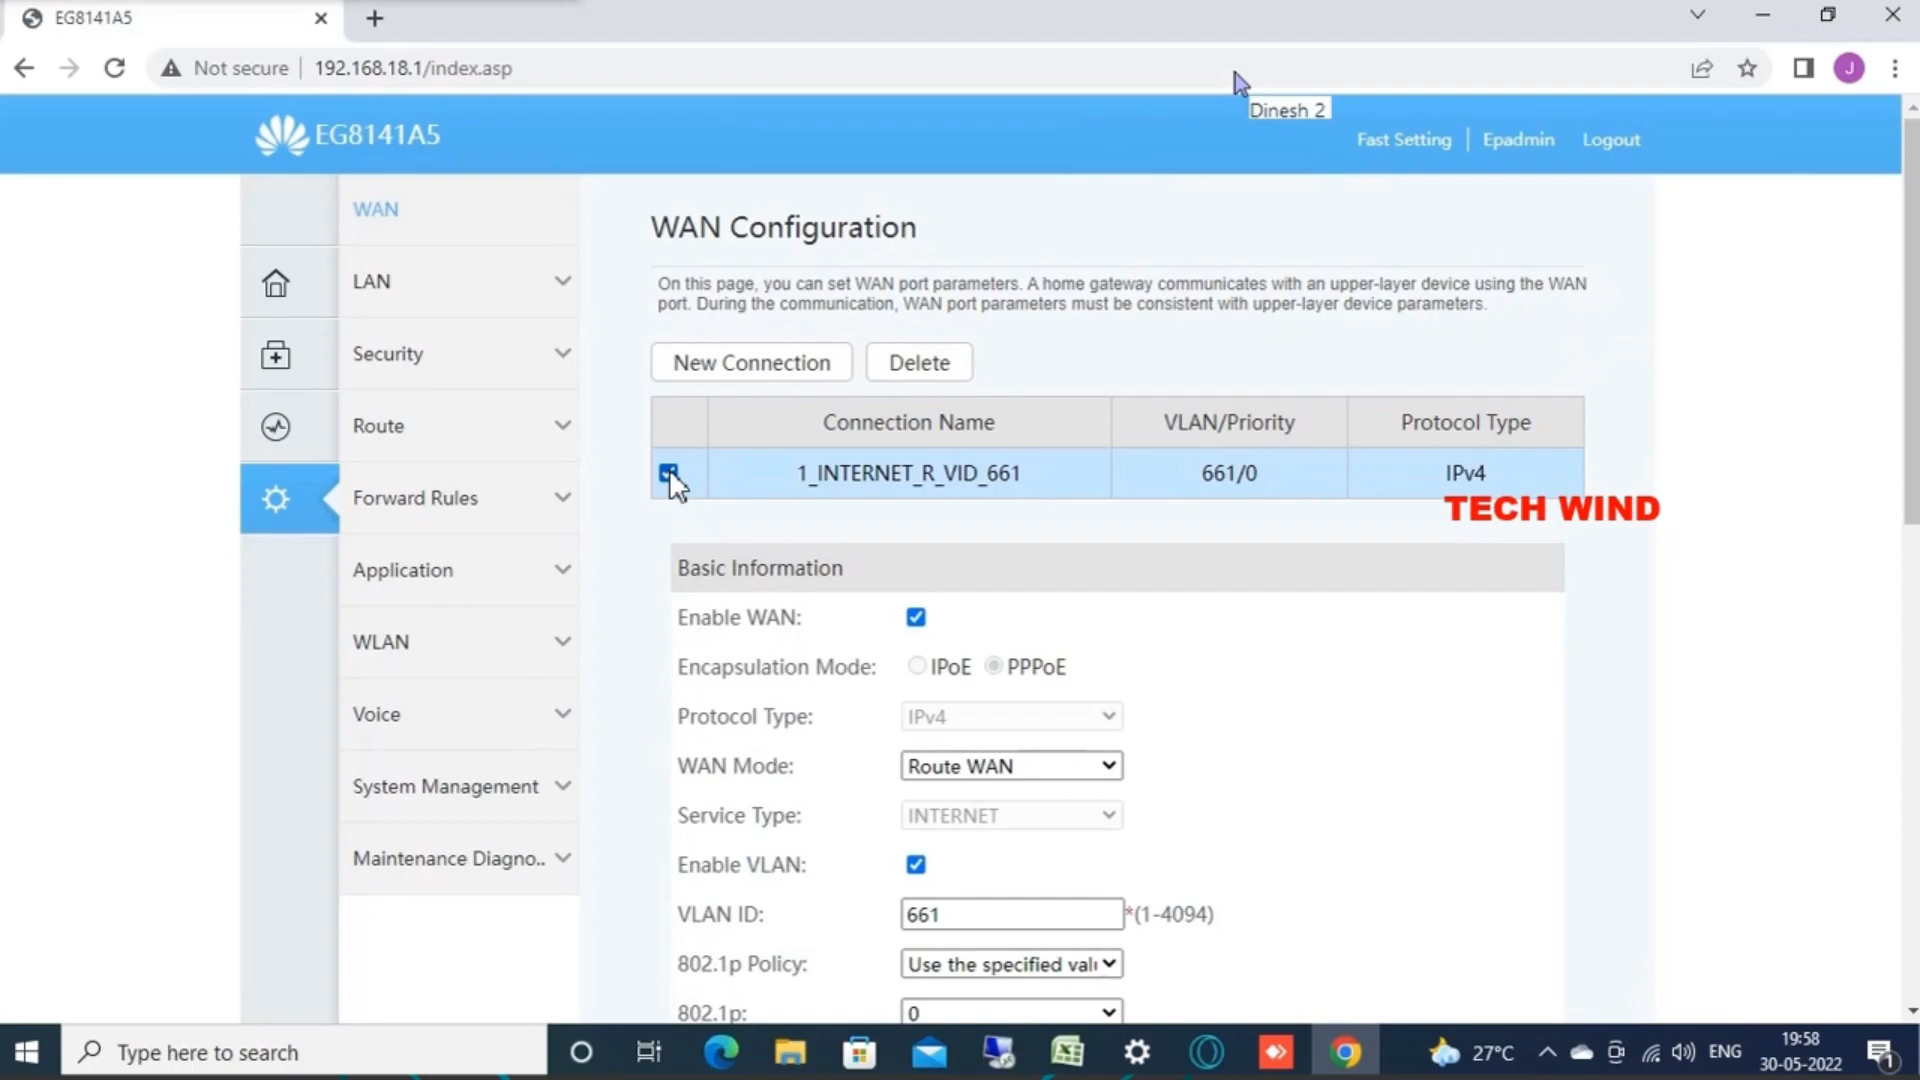 EG8141A5
Not secure
192.168.18.1/index.asp
J
Dinesh 2
EG8141A5
Fast Setting
Epadmin
Logout
WAN
LAN
Security
Route
Forward Rules
Application
WLAN
Voice
System Management
Maintenance Diagno..
WAN Configuration
On this page, you can set WAN port parameters. A home gateway communicates with an upper-layer device using the WAN
port. During the communication, WAN port parameters must be consistent with upper-layer device parameters.
New Connection
Delete
Connection Name VLAN/Priority Protocol Type
1_INTERNET_R_VID_661 661/0 IPv4
TECH WIND
Basic Information
Enable WAN:
Encapsulation Mode: IPoE PPPoE
Protocol Type: IPv4
WAN Mode: Route WAN
Service Type: INTERNET
Enable VLAN:
VLAN ID: 661 *(1-4094)
802.1p Policy: Use the specified valu
802.1p: 0
Type here to search
27°C
ENG
19:58
30-05-2022
1